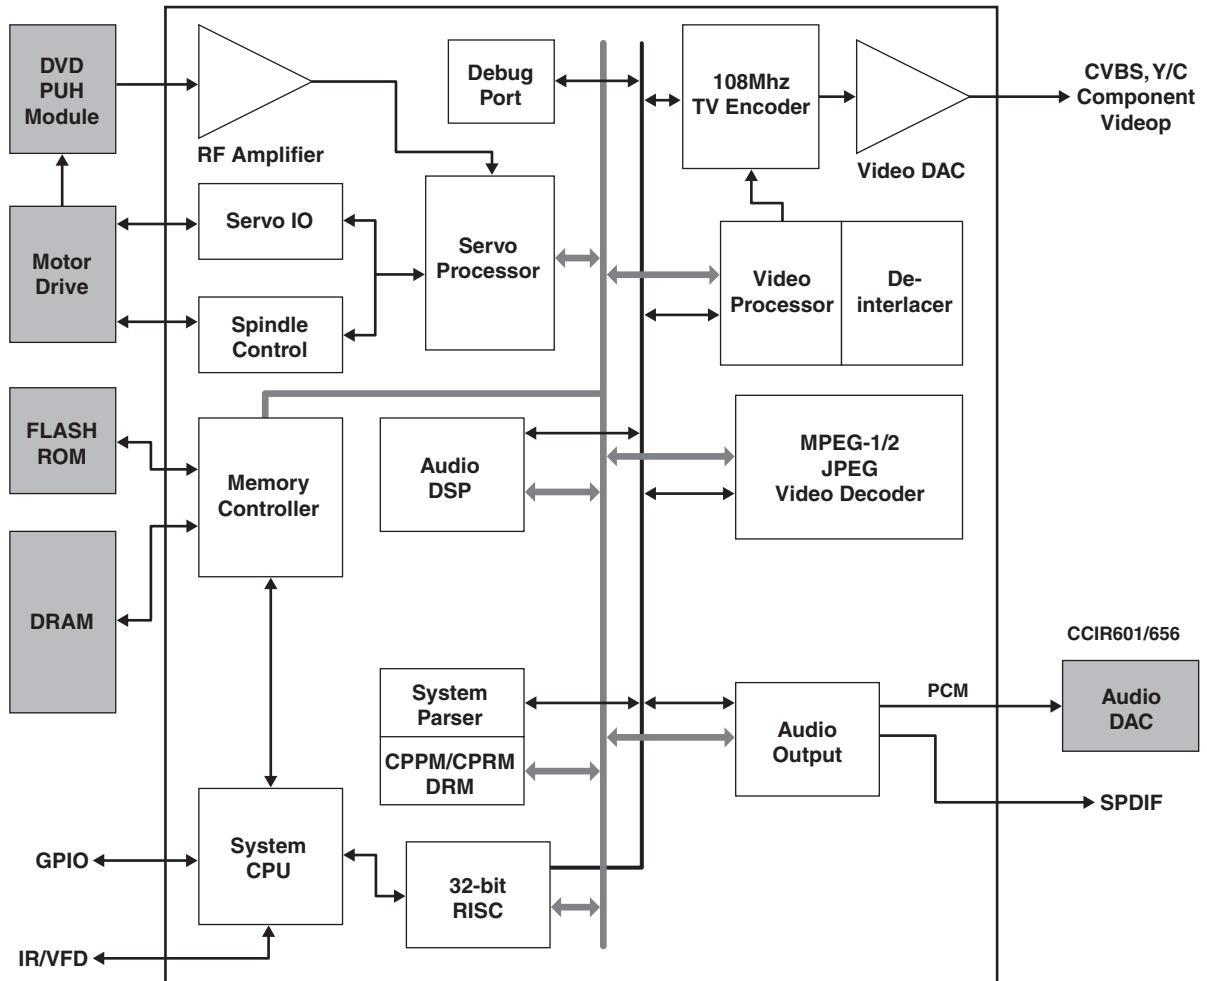 DVD
PUH
Module
RF Amplifier
Debug
Port
108Mhz
TV Encoder
Video DAC
CVBS, Y/C
Component
Videop
Motor
Drive
Servo IO
Spindle
Control
Servo
Processor
Video
Processor
De-
interlacer
FLASH
ROM
Memory
Controller
Audio
DSP
MPEG-1/2
JPEG
Video Decoder
DRAM
System
Parser
CPPM/CPRM
DRM
Audio
Output
PCM
CCIR601/656
Audio
DAC
SPDIF
GPIO
System
CPU
32-bit
RISC
IR/VFD